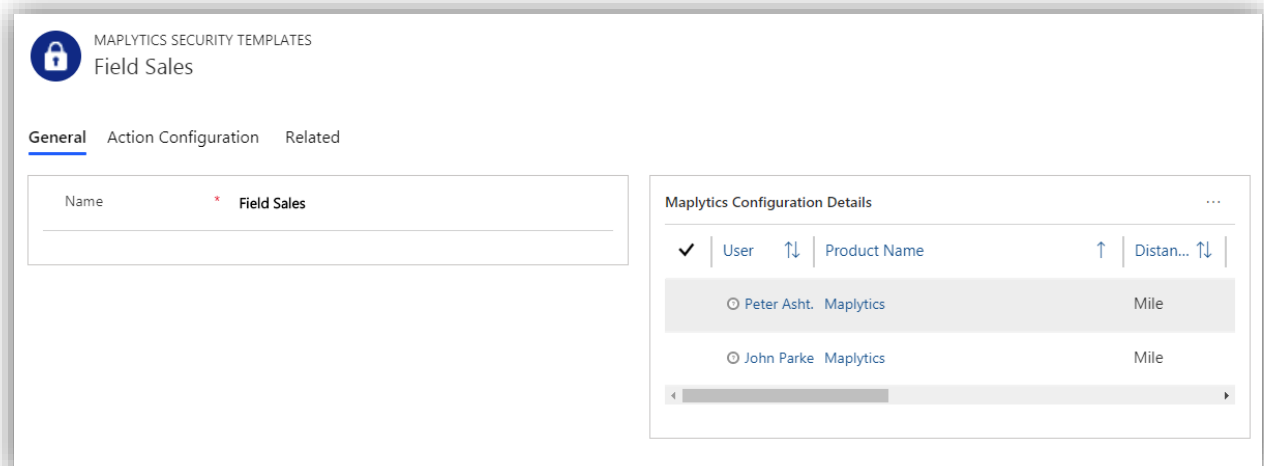 MAPLYTICS SECURITY TEMPLATES
Field Sales
General Action Configuration Related
Name * Field Sales
Maplytics Configuration Details ...
User Product Name Distan...
Peter Asht. Maplytics Mile
John Parke Maplytics Mile